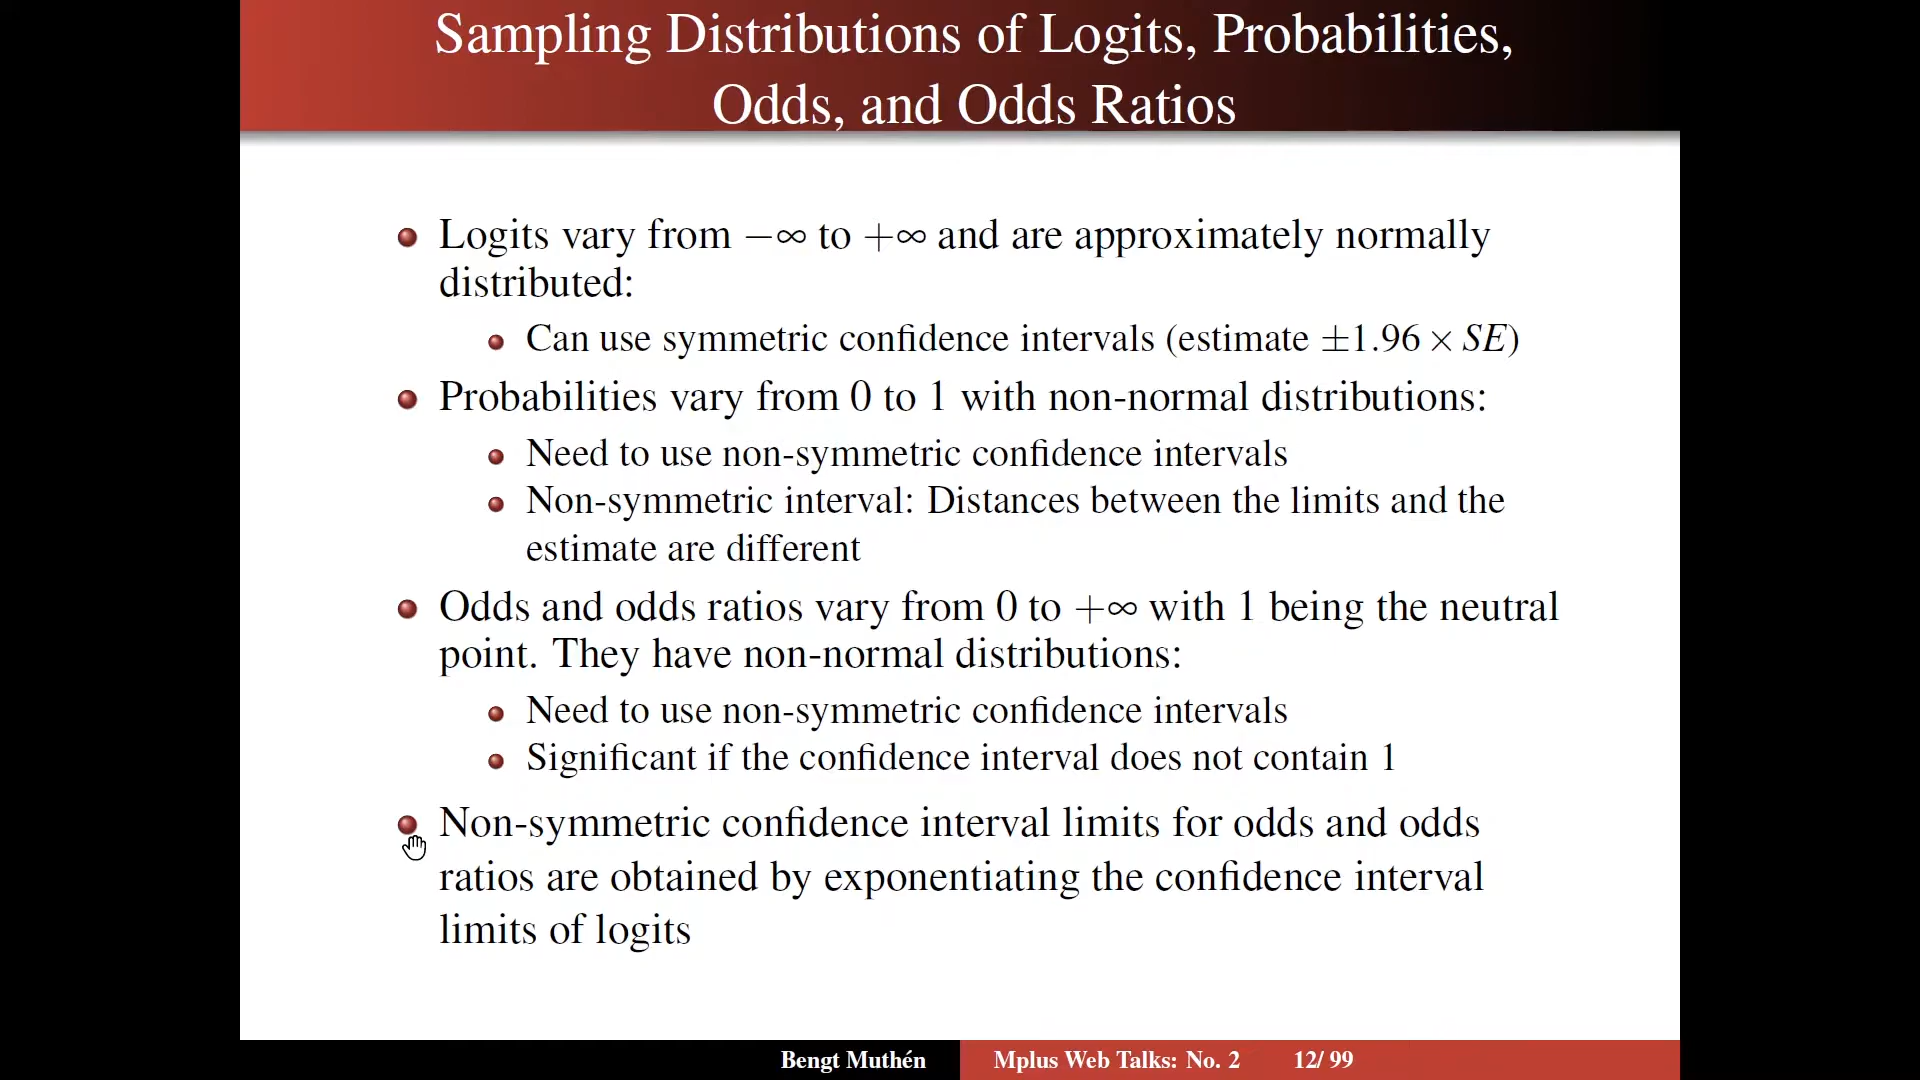 Sampling Distributions of Logits, Probabilities,
Odds, and Odds Ratios
Logits vary from −∞ to +∞ and are approximately normally
distributed:
Can use symmetric confidence intervals (estimate ±1.96 × SE)
Probabilities vary from 0 to 1 with non-normal distributions:
Need to use non-symmetric confidence intervals
Non-symmetric interval: Distances between the limits and the
estimate are different
Odds and odds ratios vary from 0 to +∞ with 1 being the neutral
point. They have non-normal distributions:
Need to use non-symmetric confidence intervals
Significant if the confidence interval does not contain 1
Non-symmetric confidence interval limits for odds and odds
ratios are obtained by exponentiating the confidence interval
limits of logits
Bengt Muthén Mplus Web Talks: No. 2 12/ 99